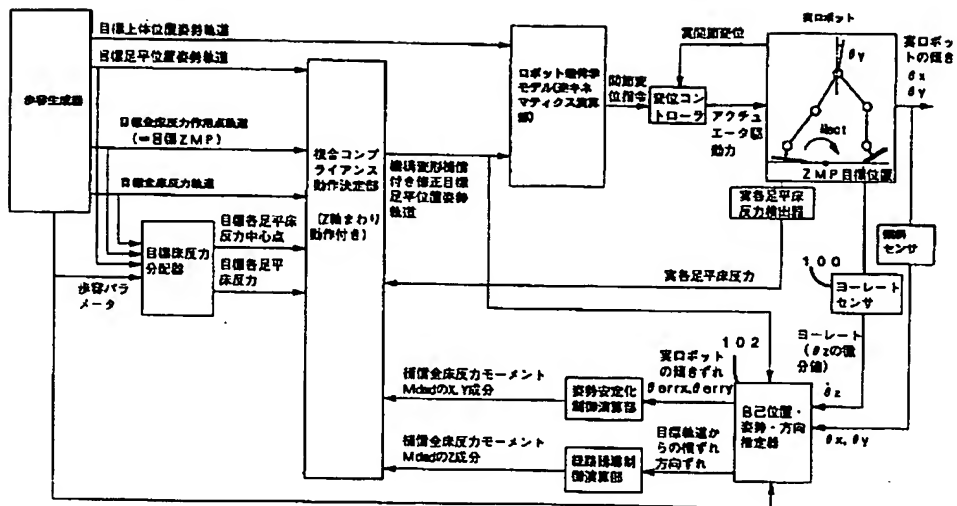 目標上体位置姿勢軌道
目標足平位置姿勢軌道
歩容生成器
目標全床反力作用点軌道
(=目標ZMP)
目標全床反力軌道
目標床反力
分配器
歩容パラ
メータ
目標各足平床
反力中心点
目標各足平
床反力
複合コンプ
ライアンス
動作決定部
(Z軸まわり
動作付き)
機構変形補償
付き修正目標
足平位置姿勢
軌道
ロボット幾何学
モデル(逆キネ
マティクス演算
部)
関節変
位指令
実関節変位
変位コン
トローラ
アクチュ
エータ駆
動力
実ロボット
θy
Mact
ZMP目標位置
実ロボッ
トの傾き
θx
θy
実各足平床
反力検出器
実各足平床反力
傾斜
センサ
100
ヨーレート
センサ
ヨーレート
(θzの微
分値)
θ̇z
θx, θy
102
自己位置・
姿勢・方向
推定器
実ロボット
の傾きずれ
θerrx,θerry
姿勢安定化
制御演算部
補償全床反力モーメント
MdmdのX,Y成分
目標軌道か
らの横ずれ
方向ずれ
経路誘導制
御演算部
補償全床反力モーメント
MdmdのZ成分